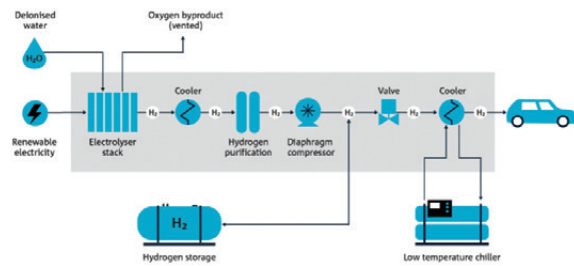 Deionised
water
Oxygen byproduct
(vented)
H₂O
Cooler
Valve
Cooler
H₂
H₂
H₂
H₂
H₂
H₂
Renewable
electricity
Electrolyser
stack
Hydrogen
purification
Diaphragm
compressor
H₂
Hydrogen storage
Low temperature chiller